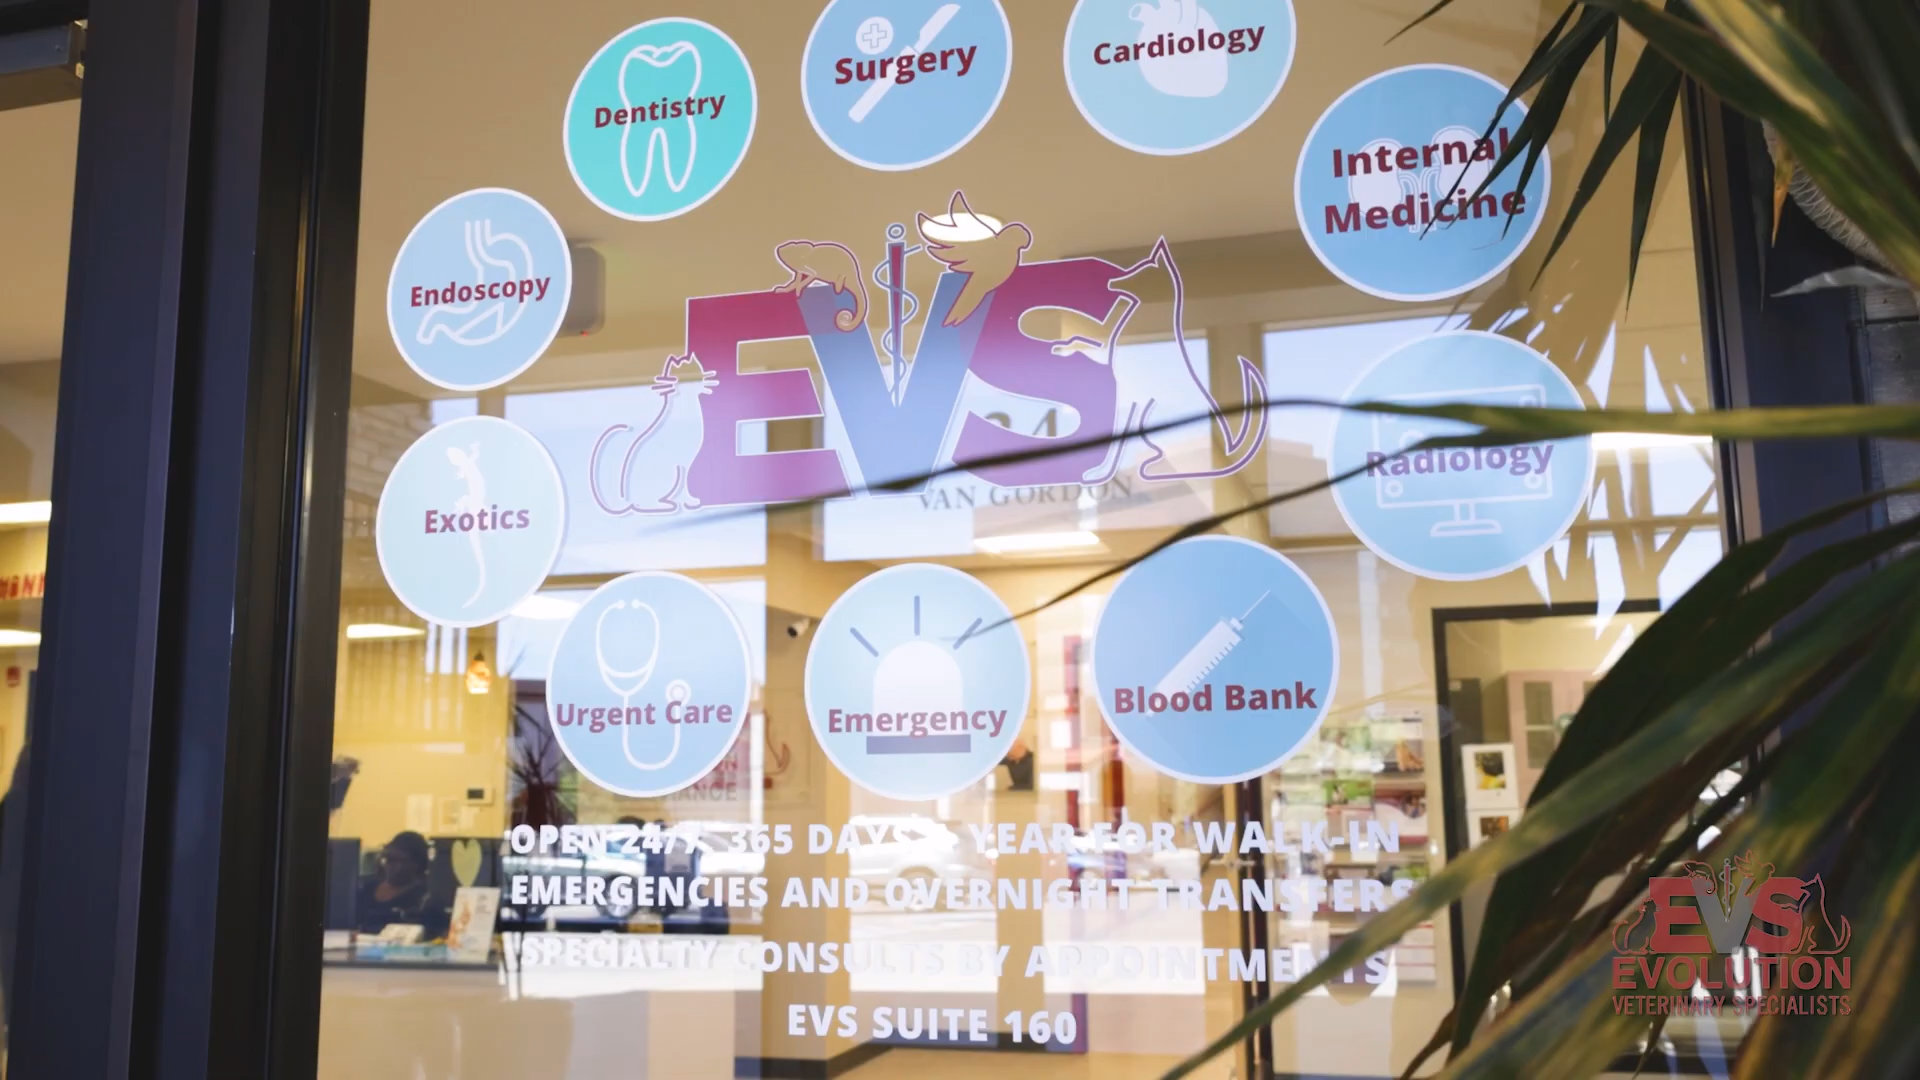 Surgery
Cardiology
Dentistry
Internal
Medicine
Endoscopy
EVS
Exotics
Radiology
24
VAN GORDON
Urgent Care
Emergency
Blood Bank
OPEN 24/7, 365 DAYS A YEAR FOR WALK-IN
EMERGENCIES AND OVERNIGHT TRANSFERS
SPECIALTY CONSULTS BY APPOINTMENTS
EVS SUITE 160
EVS
EVOLUTION
VETERINARY SPECIALISTS